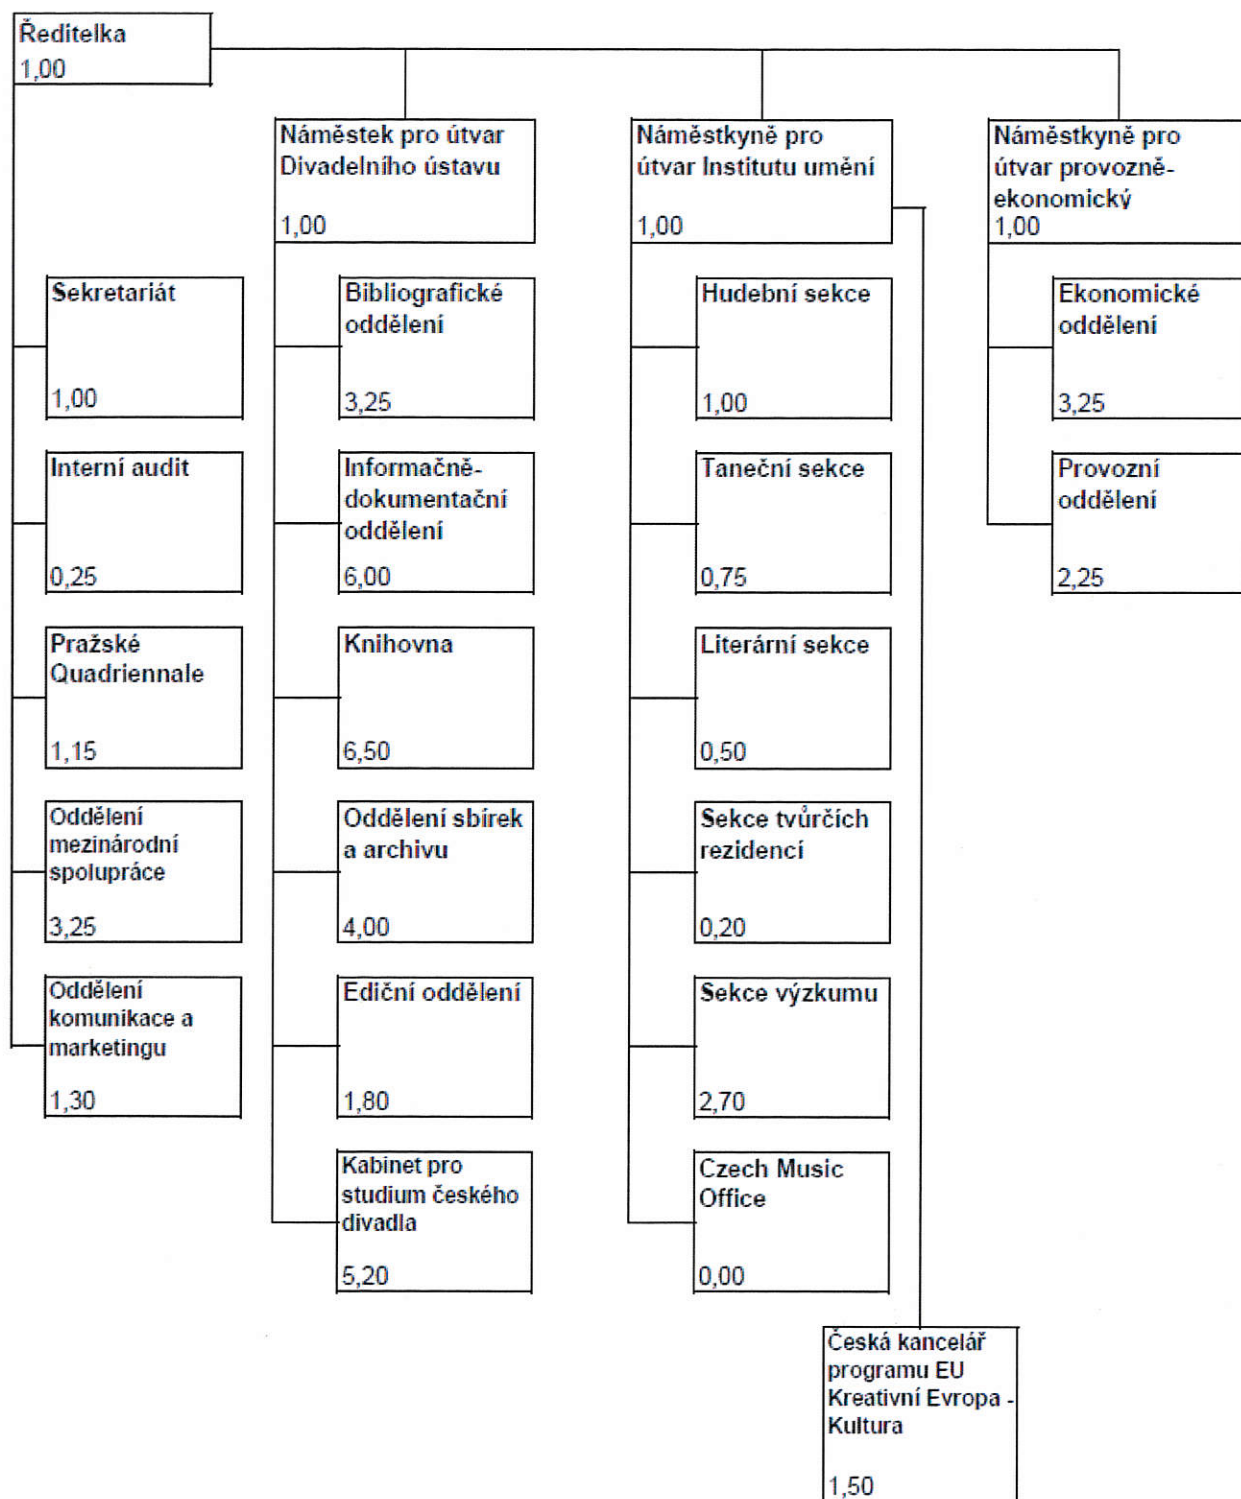 Ředitelka
1,00
Náměstek pro útvar
Divadelního ústavu
1,00
Náměstkyně pro
útvar Institutu umění
1,00
Náměstkyně pro
útvar provozně-
ekonomický
1,00
Sekretariát
1,00
Interní audit
0,25
Pražské
Quadriennale
1,15
Oddělení
mezinárodní
spolupráce
3,25
Oddělení
komunikace a
marketingu
1,30
Bibliografické
oddělení
3,25
Informačně-
dokumentační
oddělení
6,00
Knihovna
6,50
Oddělení sbírek
a archivu
4,00
Ediční oddělení
1,80
Kabinet pro
studium českého
divadla
5,20
Hudební sekce
1,00
Taneční sekce
0,75
Literární sekce
0,50
Sekce tvůrčích
rezidencí
0,20
Sekce výzkumu
2,70
Czech Music
Office
0,00
Česká kancelář
programu EU
Kreativní Evropa -
Kultura
1,50
Ekonomické
oddělení
3,25
Provozní
oddělení
2,25